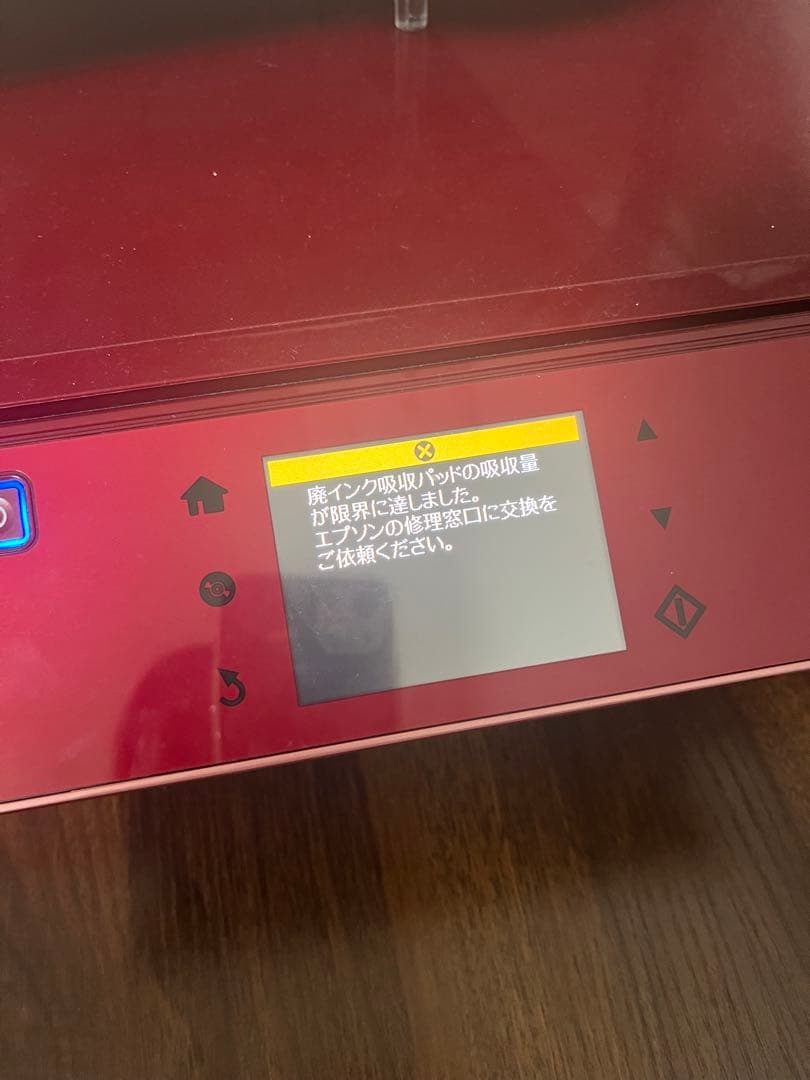 廃インク吸収パッドの吸収量
が限界に達しました。
エプソンの修理窓口に交換を
ご依頼ください。